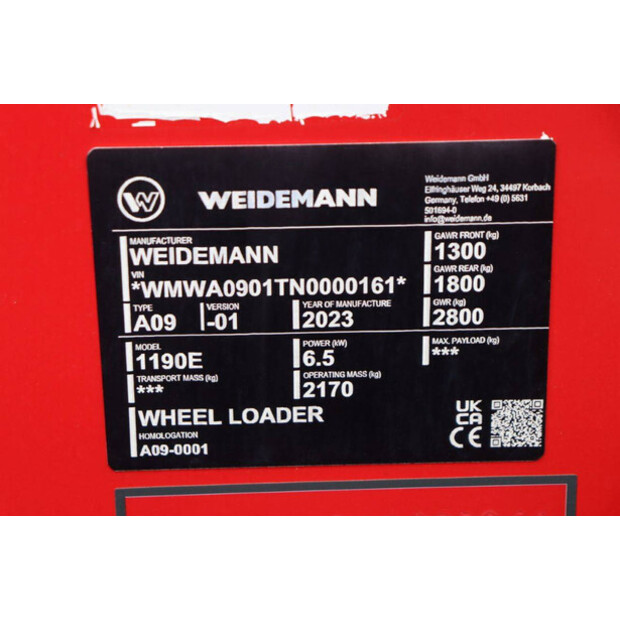 W WEIDEMANN
Weidemann GmbH
Elfringhäuser Weg 24, 34497 Korbach
Germany, Telefon +49 (0) 5631
501694-0
info@weidemann.de
MANUFACTURER
WEIDEMANN
VIN
*WMWA0901TN0000161*
TYPE VERSION YEAR OF MANUFACTURE
A09 -01 2023
GAWR FRONT (kg)
1300
GAWR REAR (kg)
1800
GWR (kg)
2800
MODEL POWER (kW) MAX. PAYLOAD (kg)
1190E 6.5 ***
TRANSPORT MASS (kg) OPERATING MASS (kg)
*** 2170
WHEEL LOADER
HOMOLOGATION
A09-0001
UK
CA
CE